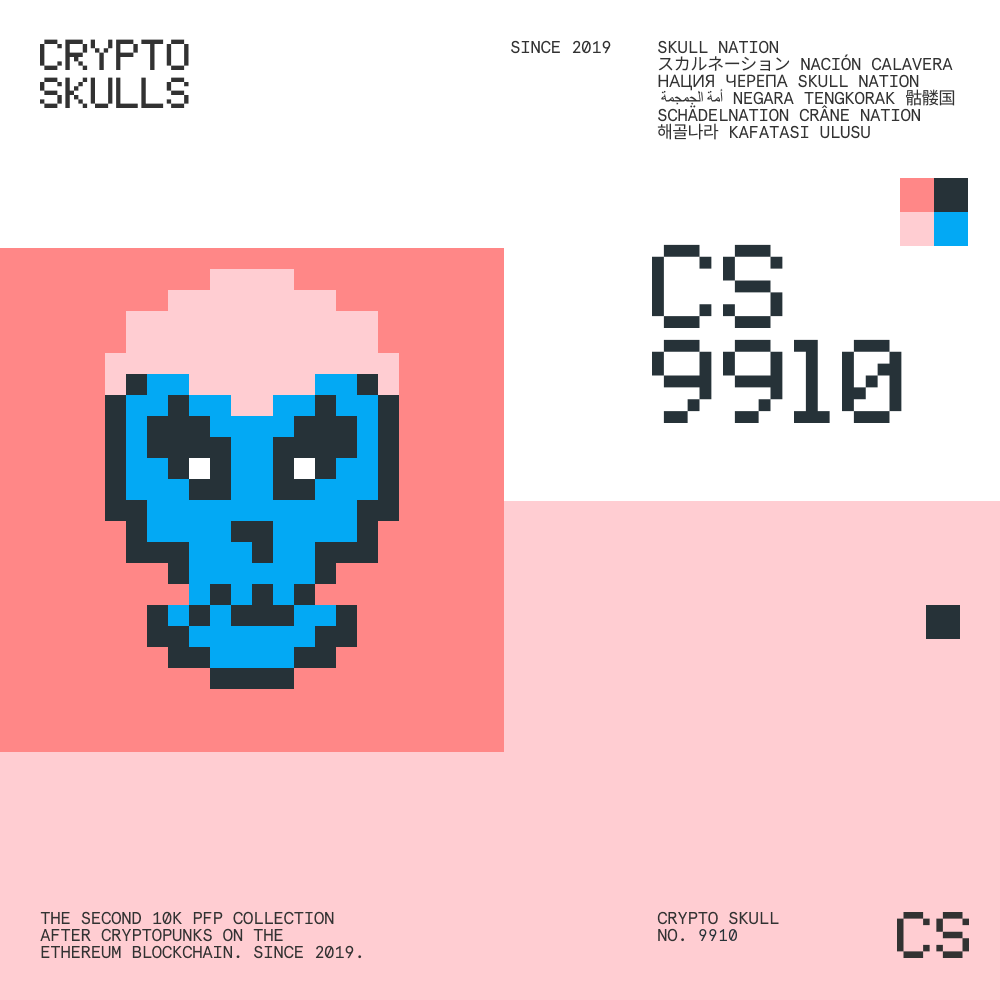 CRYPTO
SKULLS
SINCE 2019
SKULL NATION
スカルネーション NACIÓN CALAVERA
НАЦИЯ ЧЕРЕПА SKULL NATION
أمة الجمجمة NEGARA TENGKORAK 骷髅国
SCHÄDELNATION CRÂNE NATION
해골나라 KAFATASI ULUSU
CS
9910
THE SECOND 10K PFP COLLECTION
AFTER CRYPTOPUNKS ON THE
ETHEREUM BLOCKCHAIN. SINCE 2019.
CRYPTO SKULL
NO. 9910
CS